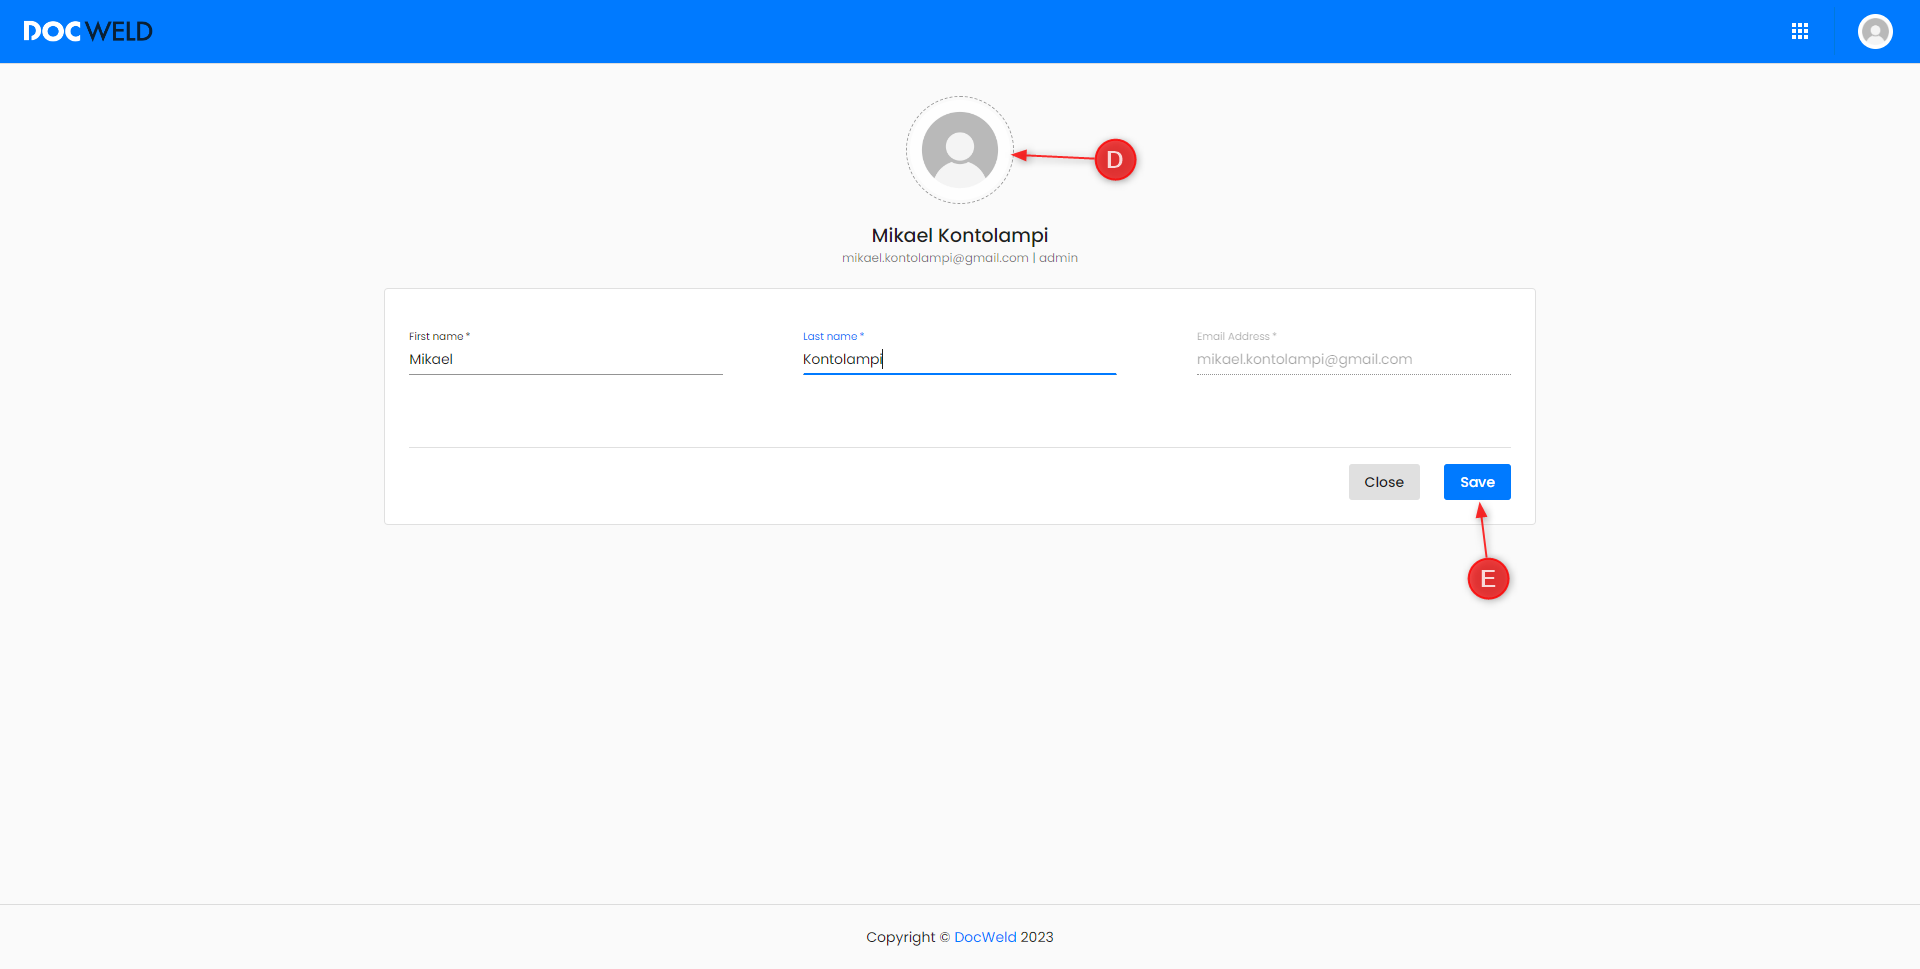 DOCWELD
D
Mikael Kontolampi
mikael.kontolampi@gmail.com | admin
First name *
Last name *
Email Address *
Mikael
Kontolampi
mikael.kontolampi@gmail.com
Close
Save
E
Copyright © DocWeld 2023